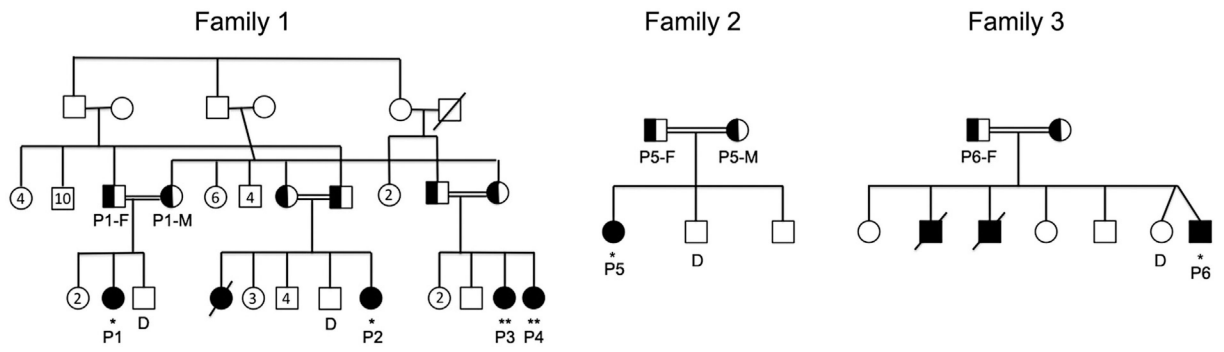 Family 1 Family 2 Family 3
P1-F P1-M P5-F P5-M P6-F
4 10 6 4 2
2 3 4 2
D D D D
* * ** ** * *
P1 P2 P3 P4 P5 P6